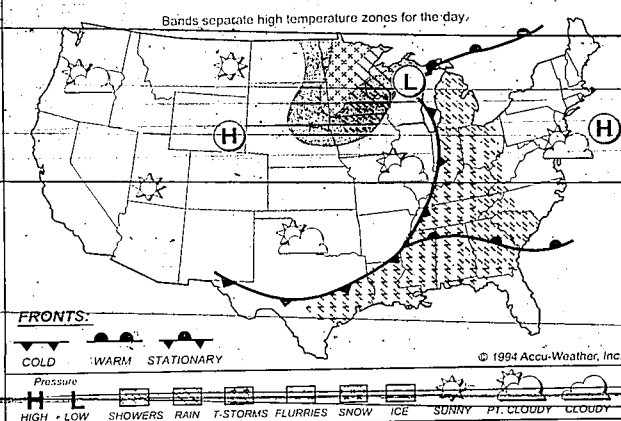 Bands separate high temperature zones for the day.
L
H
H
FRONTS:
COLD WARM STATIONARY
© 1994 Accu-Weather, Inc.
Pressure
H L
HIGH LOW SHOWERS RAIN T-STORMS FLURRIES SNOW ICE SUNNY PT. CLOUDY CLOUDY